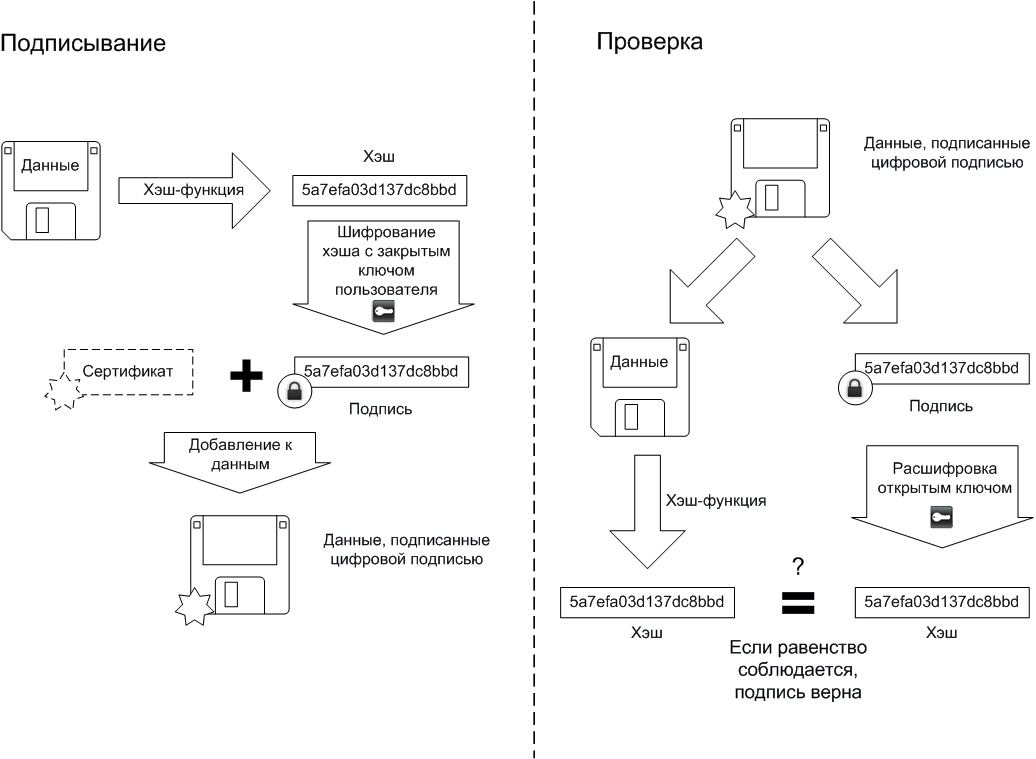 Подписывание
Данные
Хэш-функция
Хэш
5a7efa03d137dc8bbd
Шифрование
хэша с закрытым
ключом
пользователя
Сертификат
5a7efa03d137dc8bbd
Подпись
Добавление к
данным
Данные, подписанные
цифровой подписью
Проверка
Данные, подписанные
цифровой подписью
Данные
5a7efa03d137dc8bbd
Подпись
Хэш-функция
Расшифровка
открытым ключом
5a7efa03d137dc8bbd
Хэш
?
5a7efa03d137dc8bbd
Хэш
Если равенство
соблюдается,
подпись верна